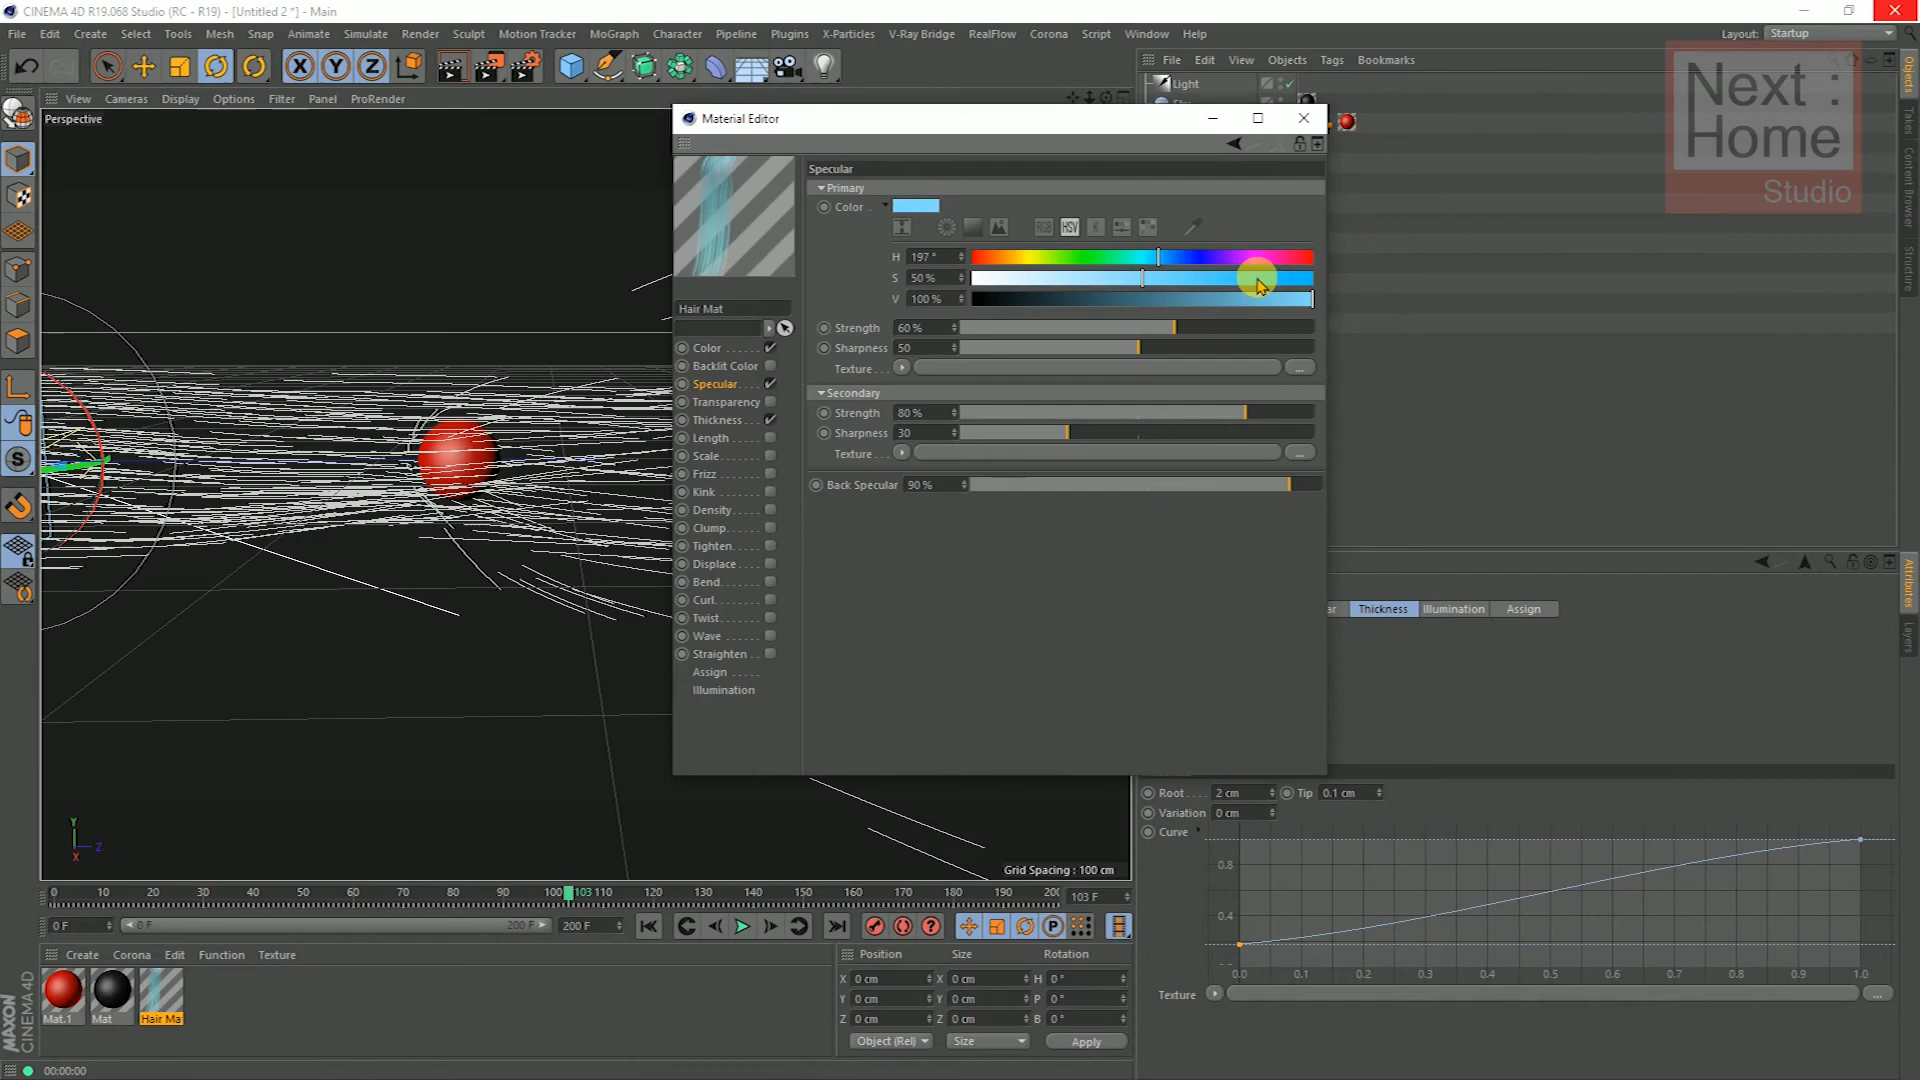 CINEMA 4D R19.068 Studio (RC - R19) - [Untitled 2 *] - Main
File Edit Create Select Tools Mesh Snap Animate Simulate Render Sculpt Motion Tracker MoGraph Character Pipeline Plugins X-Particles V-Ray Bridge RealFlow Corona Script Window Help
Layout: Startup
View Cameras Display Options Filter Panel ProRender
File Edit View Objects Tags Bookmarks
Light
Next :
Home
Studio
Perspective
Material Editor
Specular
Primary
Color
RGB HSV K
H 197 °
S 50 %
V 100 %
Strength 60 %
Sharpness 50
Texture
Secondary
Strength 80 %
Sharpness 30
Texture
Back Specular 90 %
Hair Mat
Color
Backlit Color
Specular
Transparency
Thickness
Length
Scale
Frizz
Kink
Density
Clump
Tighten
Displace
Bend
Curl
Twist
Wave
Straighten
Assign
Illumination
Objects
Takes
Content Browser
Structure
Attributes
Layers
Thickness Illumination Assign
Root 2 cm Tip 0.1 cm
Variation 0 cm
Curve
0.8
0.4
0.0 0.1 0.2 0.3 0.4 0.5 0.6 0.7 0.8 0.9 1.0
Texture
Y
Z
X
Grid Spacing : 100 cm
0 10 20 30 40 50 60 70 80 90 100 103 110 120 130 140 150 160 170 180 190 200
103 F
0 F 0 F 200 F 200 F
Create Corona Edit Function Texture
Mat.1 Mat Hair Ma
Position Size Rotation
X 0 cm X 0 cm H 0 °
Y 0 cm Y 0 cm P 0 °
Z 0 cm Z 0 cm B 0 °
Object (Rel) Size Apply
MAXON
CINEMA 4D
00:00:00